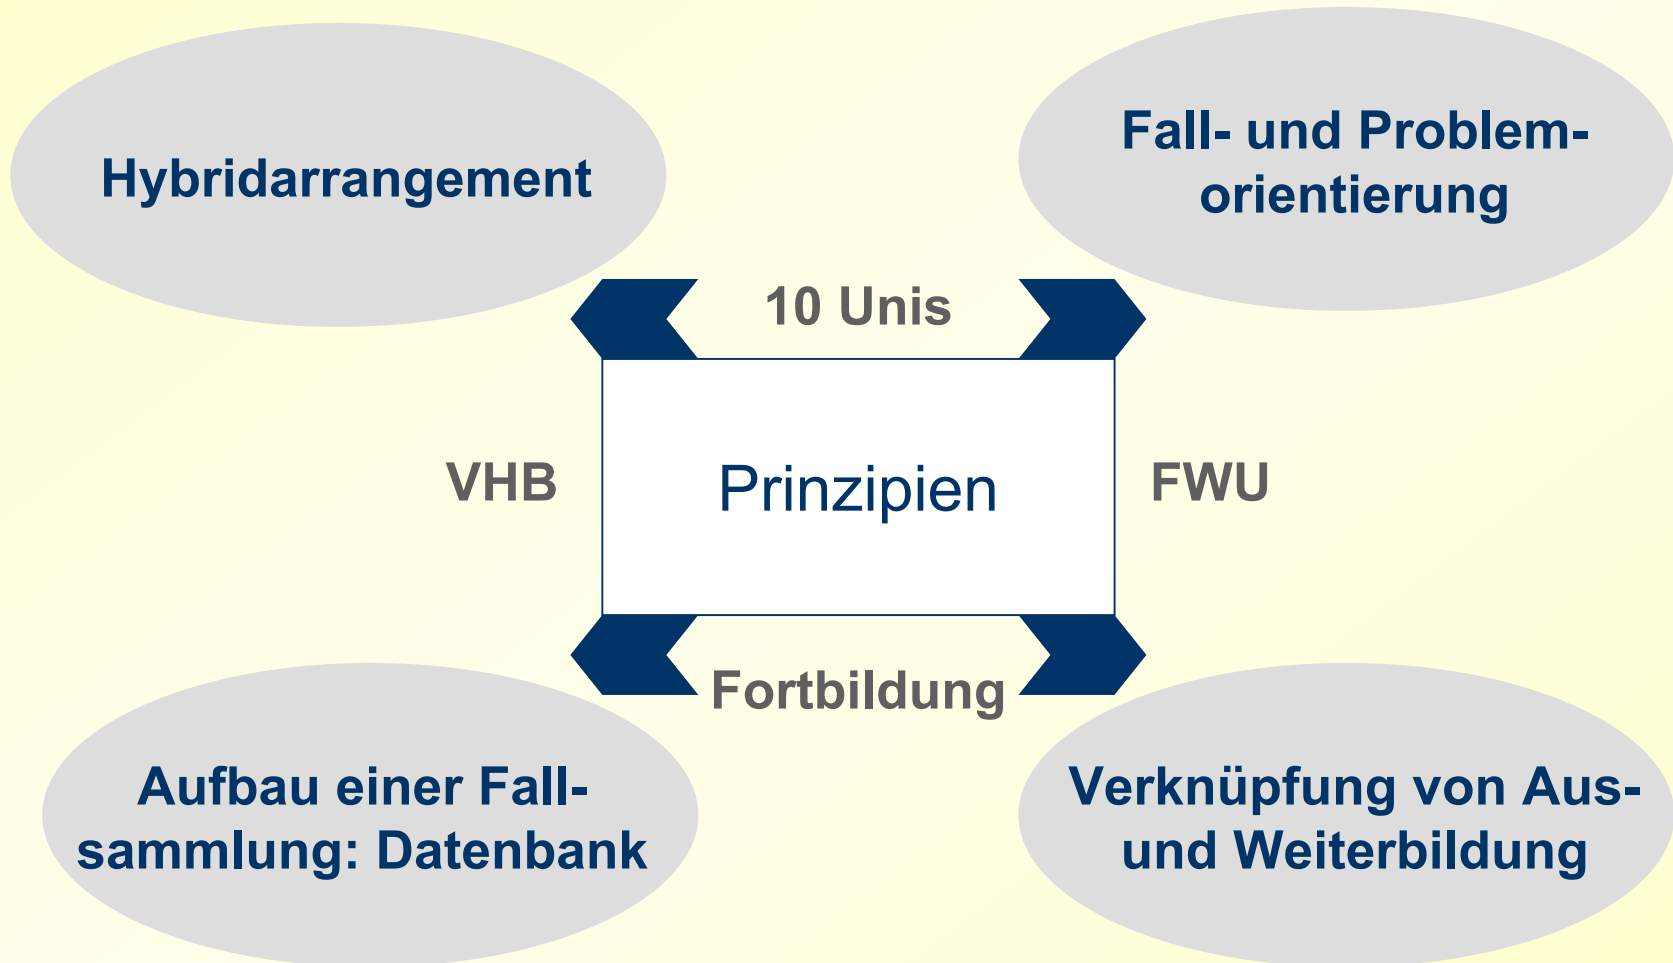 Hybridarrangement
Fall- und Problem-
orientierung
10 Unis
VHB
Prinzipien
FWU
Fortbildung
Aufbau einer Fall-
sammlung: Datenbank
Verknüpfung von Aus-
und Weiterbildung